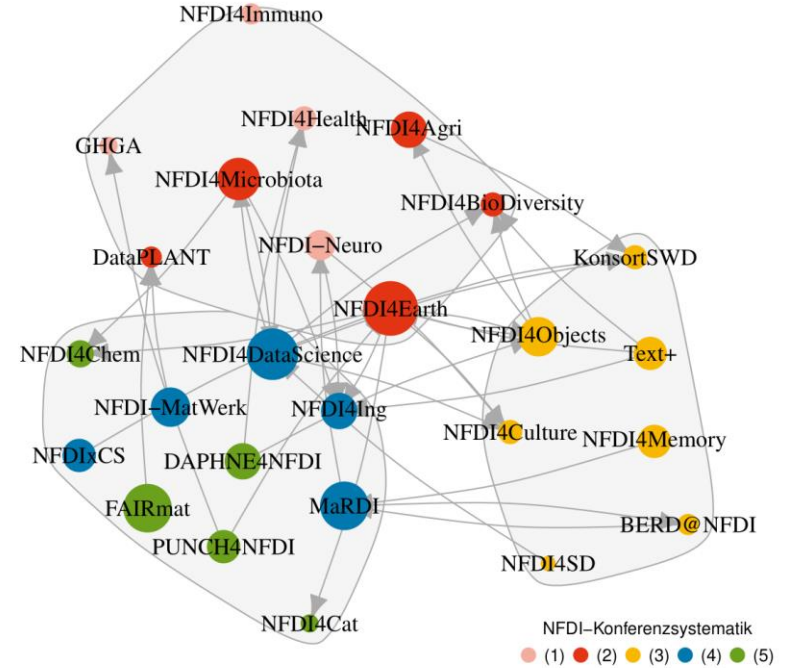 NFDI4Immuno
NFDI4Health
NFDI4Agri
GHGA
NFDI4Microbiota
NFDI4BioDiversity
NFDI–Neuro
DataPLANT
KonsortSWD
NFDI4Earth
NFDI4Objects
NFDI4Chem
NFDI4DataScience
Text+
NFDI–MatWerk
NFDI4Ing
NFDI4Culture
NFDI4Memory
NFDIxCS
DAPHNE4NFDI
FAIRmat
MaRDI
BERD@NFDI
PUNCH4NFDI
NFDI4SD
NFDI4Cat
NFDI–Konferenzsystematik
(1) (2) (3) (4) (5)